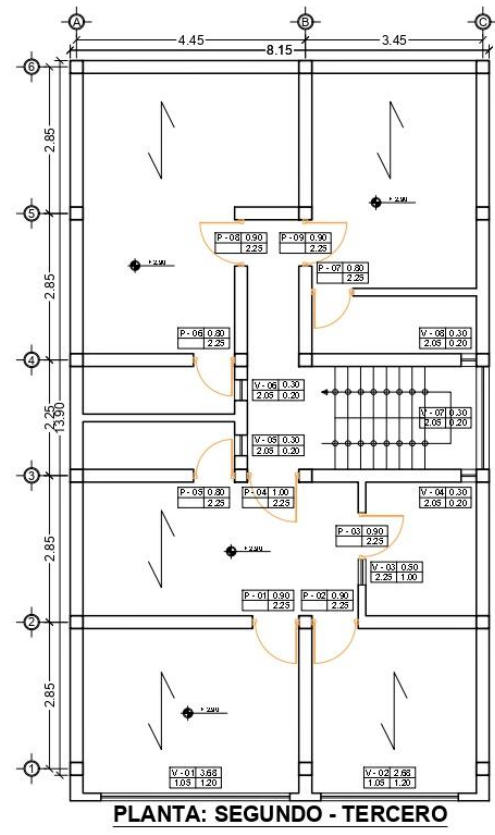 A B C
4.45 3.45
8.15
6
2.85
5
P - 08 0.90
2.25
P - 09 0.90
2.25
P - 07 0.80
2.25
2.85
P - 06 0.80
2.25
V - 08 0.30
2.05 0.20
4
V - 06 0.30
2.05 0.20
2.25
13.90
V - 07 0.30
2.05 0.20
V - 05 0.30
2.05 0.20
3
P - 05 0.80
2.25
P - 04 1.00
2.25
V - 04 0.30
2.05 0.20
P - 03 0.90
2.25
2.85
V - 03 0.50
2.25 1.00
P - 01 0.90
2.25
P - 02 0.90
2.25
2
2.85
V - 01 3.68
1.05 1.20
V - 02 2.68
1.05 1.20
1
PLANTA: SEGUNDO - TERCERO